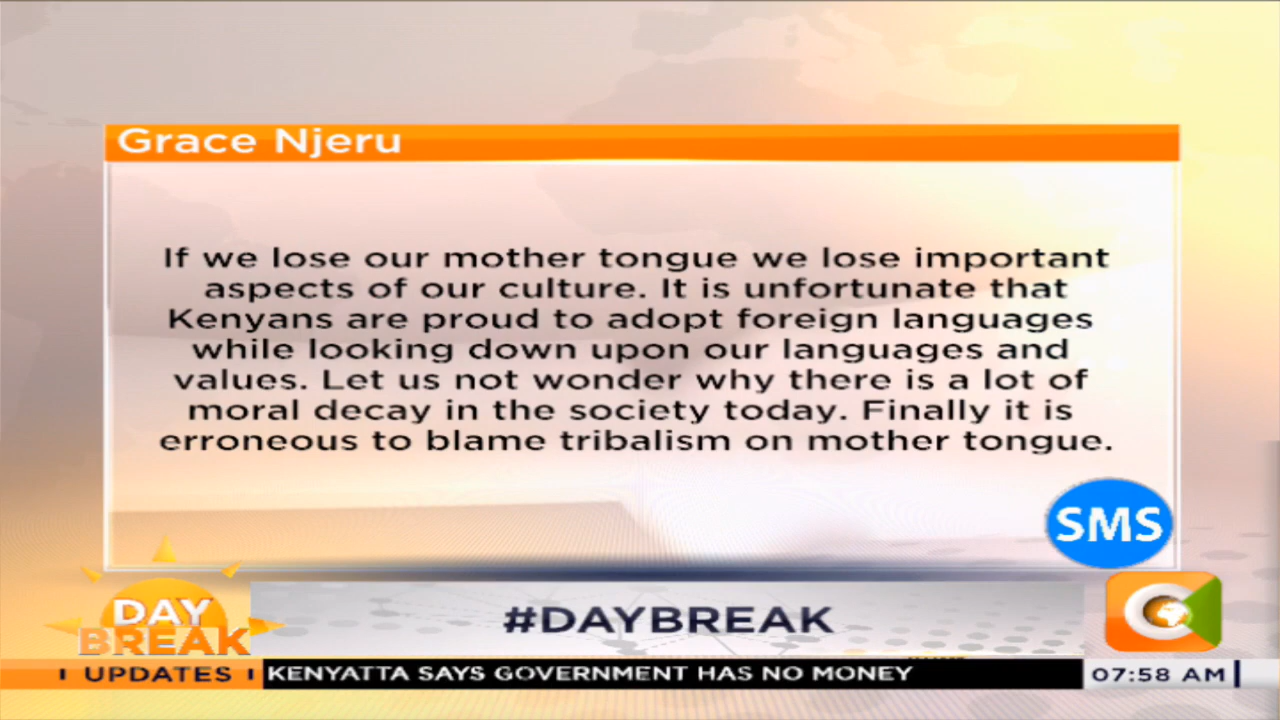 Grace Njeru
If we lose our mother tongue we lose important
aspects of our culture. It is unfortunate that
Kenyans are proud to adopt foreign languages
while looking down upon our languages and
values. Let us not wonder why there is a lot of
moral decay in the society today. Finally it is
erroneous to blame tribalism on mother tongue.
SMS
DAY
BREAK
#DAYBREAK
UPDATES
KENYATTA SAYS GOVERNMENT HAS NO MONEY
07:58 AM